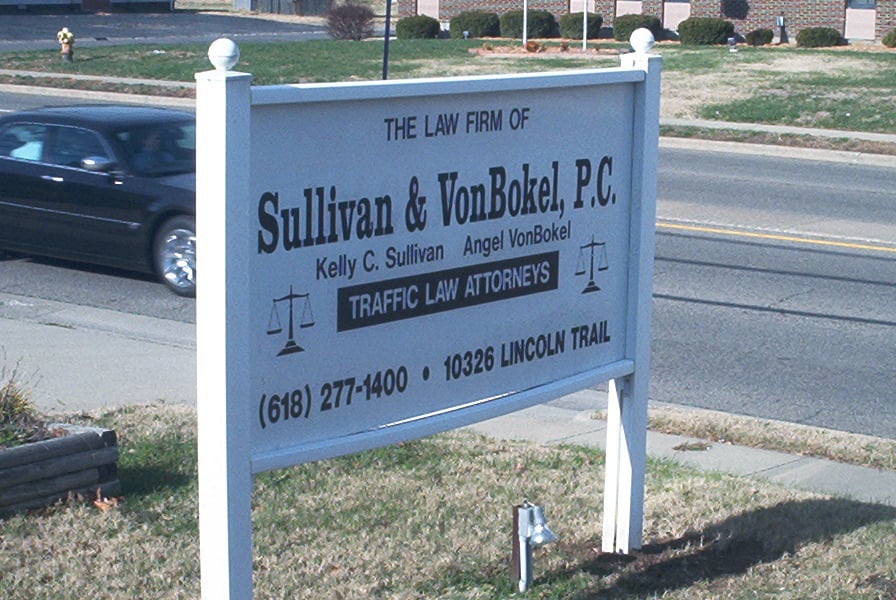 THE LAW FIRM OF
Sullivan & VonBokel, P.C.
Kelly C. Sullivan Angel VonBokel
TRAFFIC LAW ATTORNEYS
(618) 277-1400 • 10326 LINCOLN TRAIL